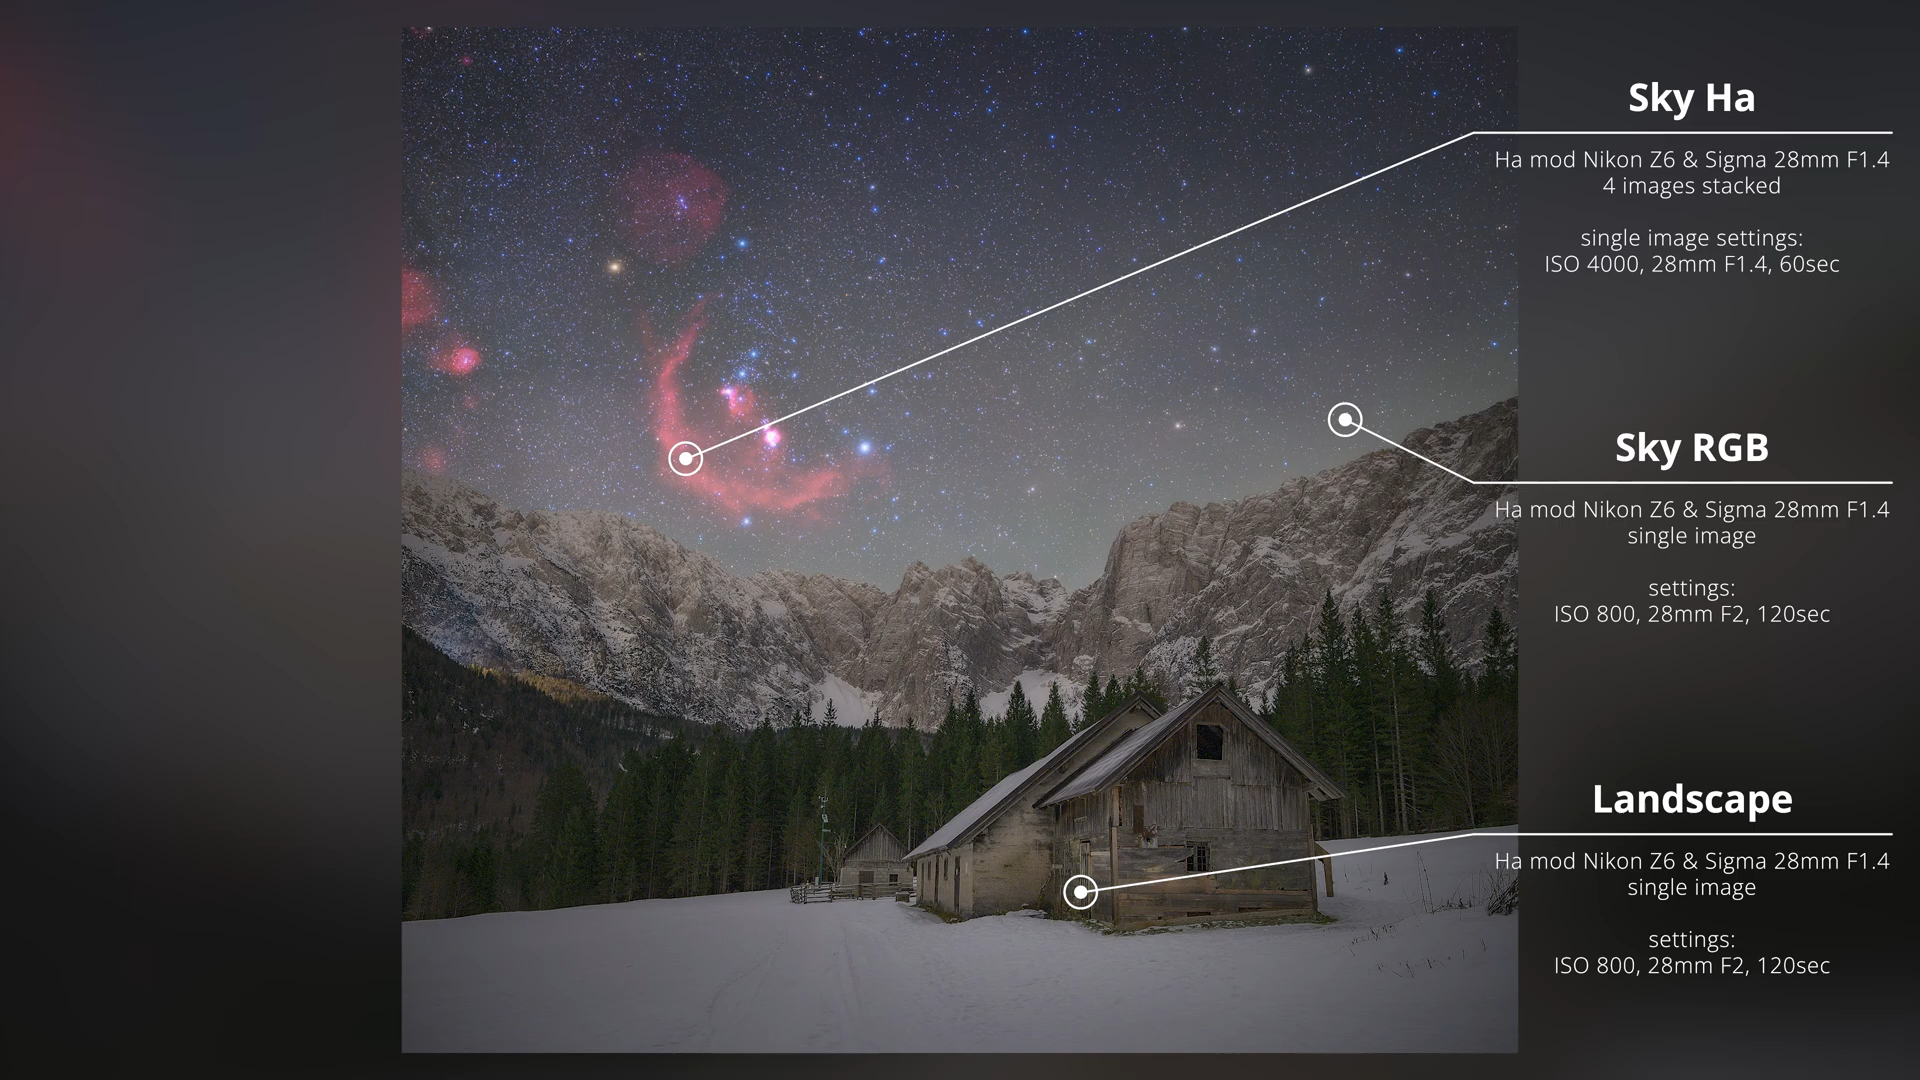 Sky Ha
Ha mod Nikon Z6 & Sigma 28mm F1.4
4 images stacked
single image settings:
ISO 4000, 28mm F1.4, 60sec
Sky RGB
Ha mod Nikon Z6 & Sigma 28mm F1.4
single image
settings:
ISO 800, 28mm F2, 120sec
Landscape
Ha mod Nikon Z6 & Sigma 28mm F1.4
single image
settings:
ISO 800, 28mm F2, 120sec